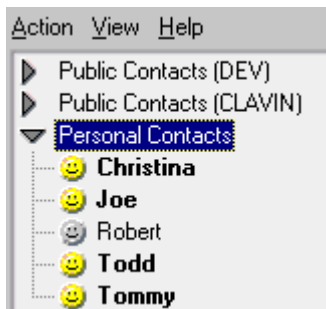 Action View Help
Public Contacts (DEV)
Public Contacts (CLAVIN)
Personal Contacts
Christina
Joe
Robert
Todd
Tommy